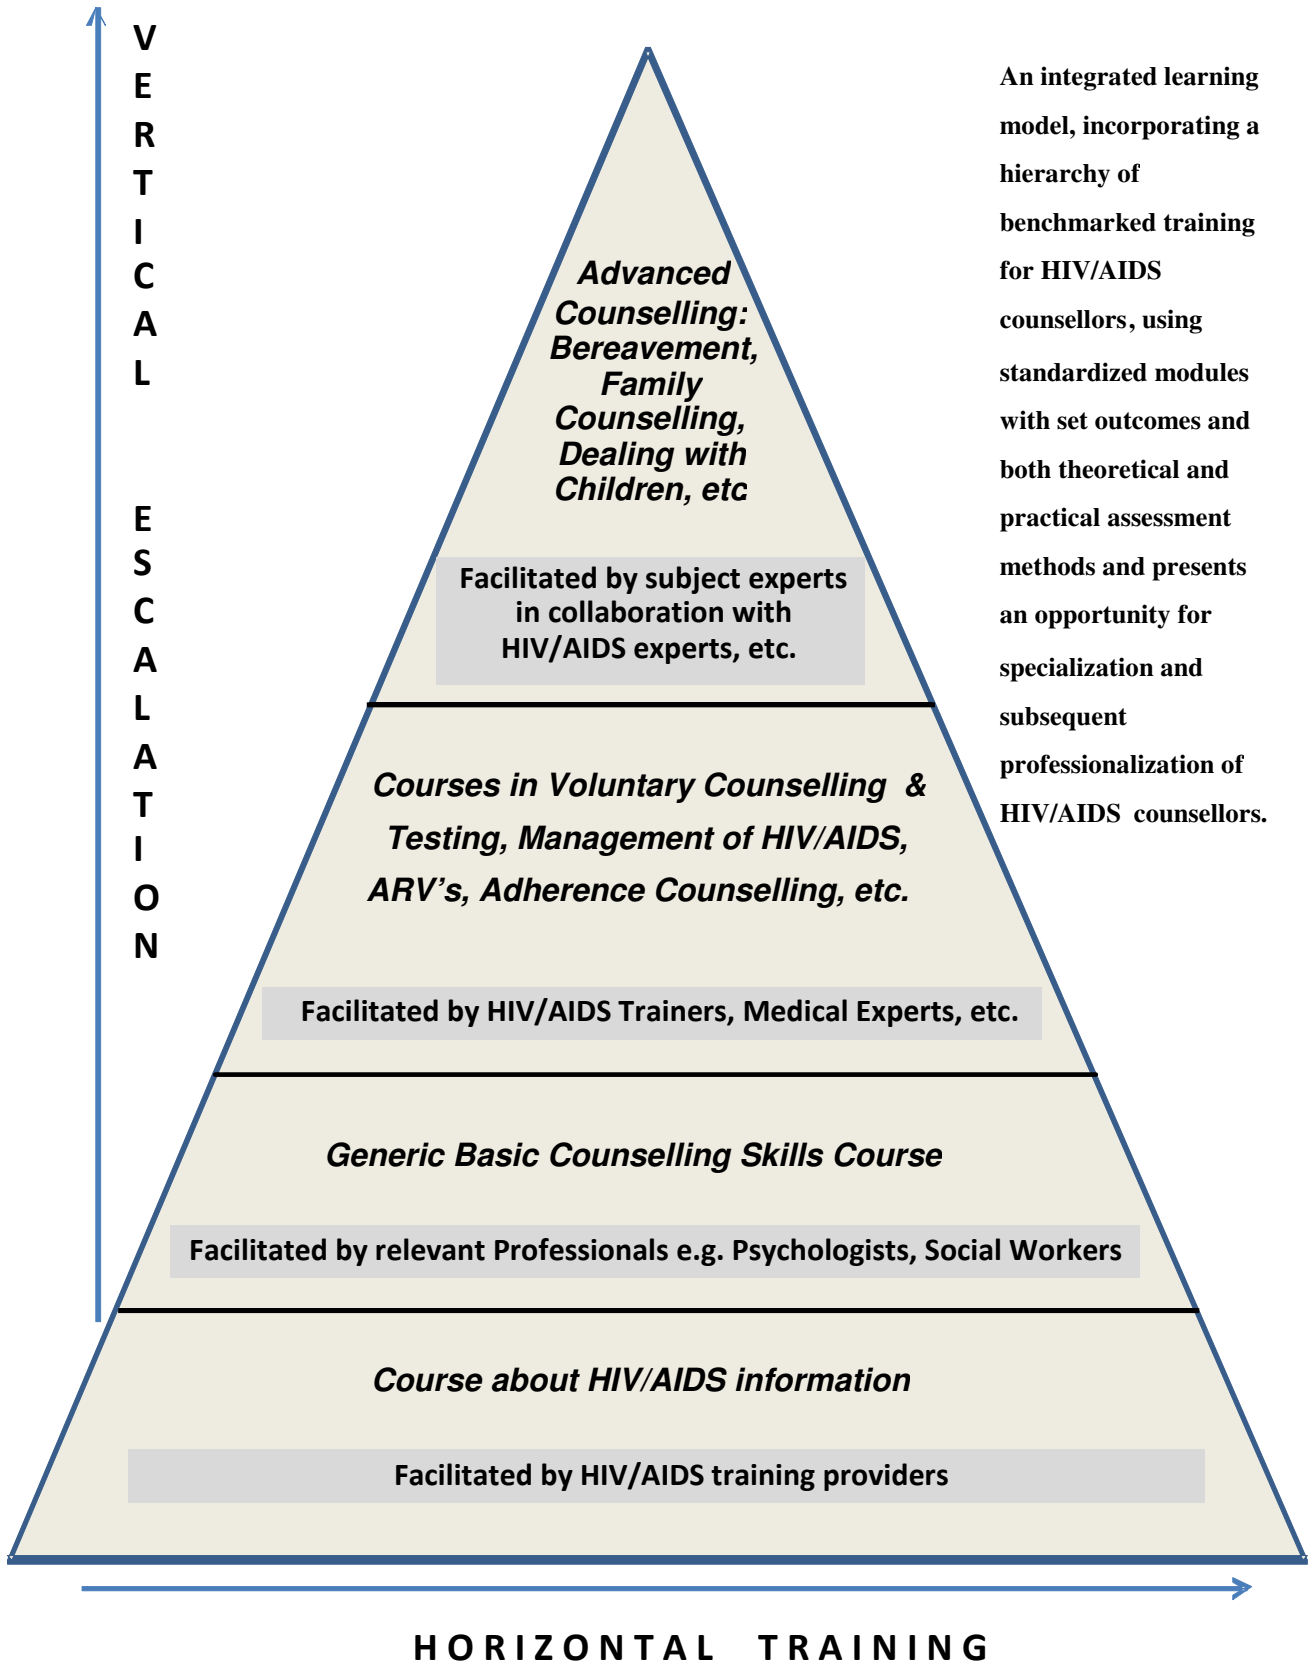 VERTICAL ESCALATION
An integrated learning
model, incorporating a
hierarchy of
benchmarked training
for HIV/AIDS
counsellors, using
standardized modules
with set outcomes and
both theoretical and
practical assessment
methods and presents
an opportunity for
specialization and
subsequent
professionalization of
HIV/AIDS counsellors.
Advanced
Counselling:
Bereavement,
Family
Counselling,
Dealing with
Children, etc
Facilitated by subject experts
in collaboration with
HIV/AIDS experts, etc.
Courses in Voluntary Counselling &
Testing, Management of HIV/AIDS,
ARV's, Adherence Counselling, etc.
Facilitated by HIV/AIDS Trainers, Medical Experts, etc.
Generic Basic Counselling Skills Course
Facilitated by relevant Professionals e.g. Psychologists, Social Workers
Course about HIV/AIDS information
Facilitated by HIV/AIDS training providers
HORIZONTAL TRAINING